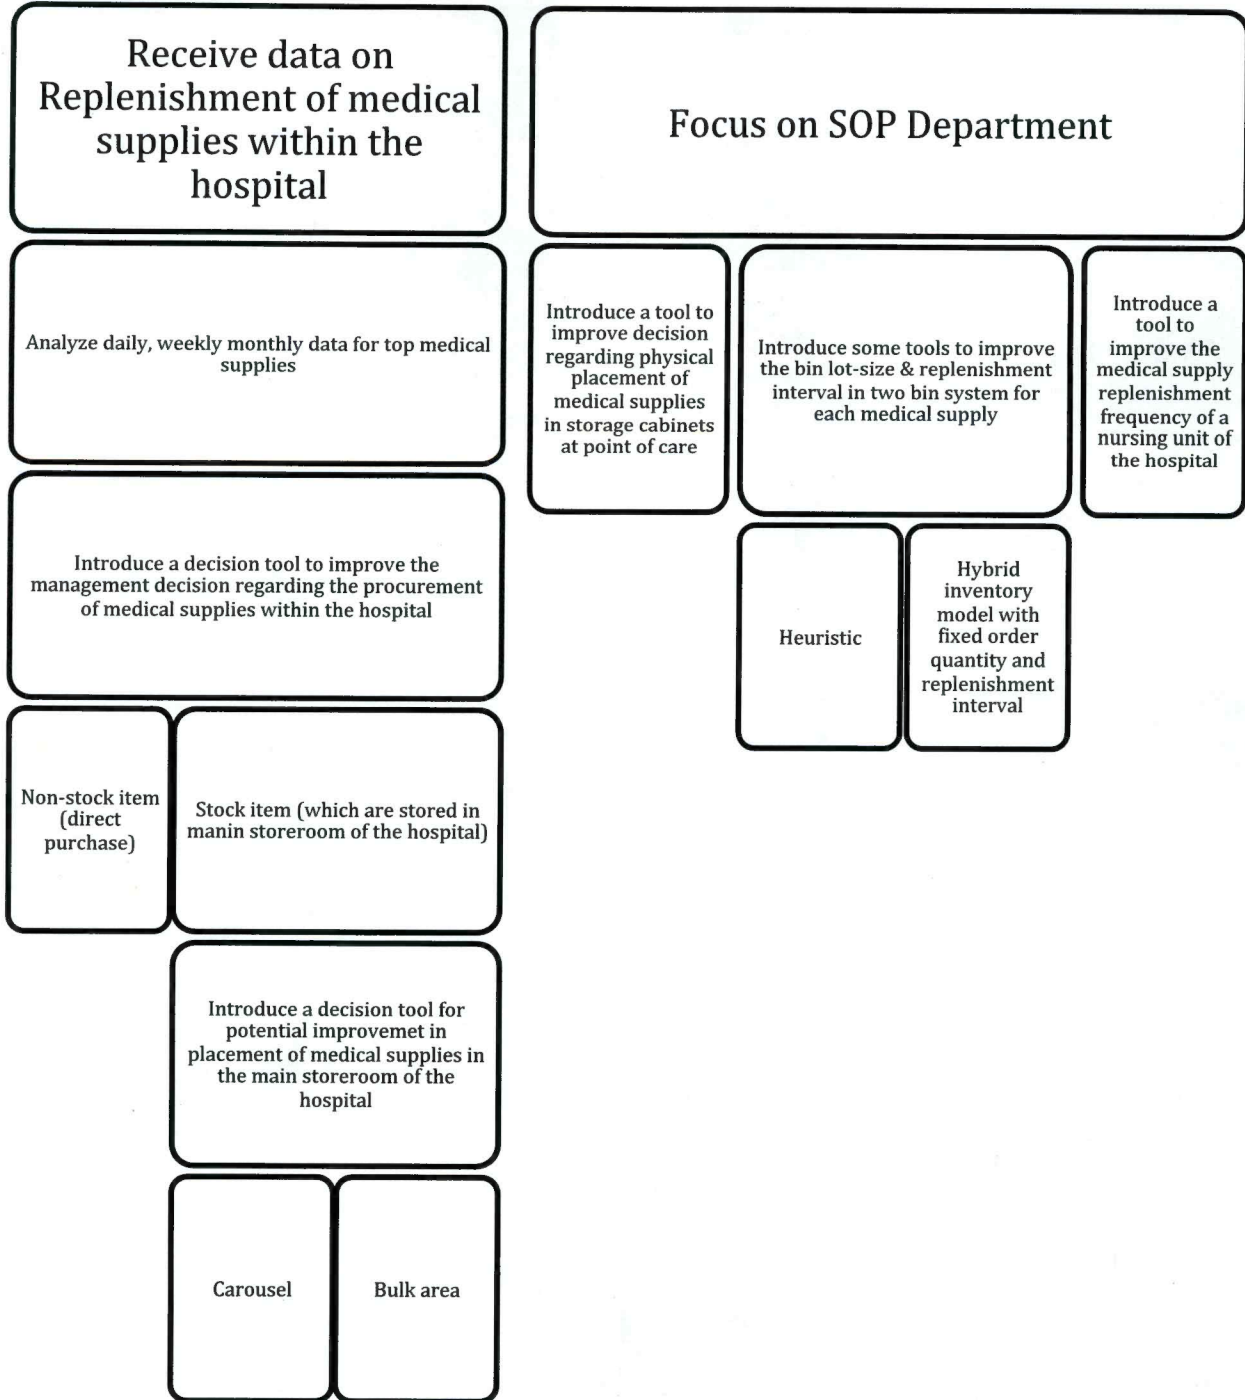 Receive data on
Replenishment of medical
supplies within the
hospital
Analyze daily, weekly monthly data for top medical
supplies
Introduce a decision tool to improve the
management decision regarding the procurement
of medical supplies within the hospital
Non-stock item
(direct
purchase)
Stock item (which are stored in
manin storeroom of the hospital)
Introduce a decision tool for
potential improvemet in
placement of medical supplies in
the main storeroom of the
hospital
Carousel
Bulk area
Focus on SOP Department
Introduce a tool to
improve decision
regarding physical
placement of
medical supplies
in storage cabinets
at point of care
Introduce some tools to improve
the bin lot-size & replenishment
interval in two bin system for
each medical supply
Heuristic
Hybrid
inventory
model with
fixed order
quantity and
replenishment
interval
Introduce a
tool to
improve the
medical supply
replenishment
frequency of a
nursing unit of
the hospital